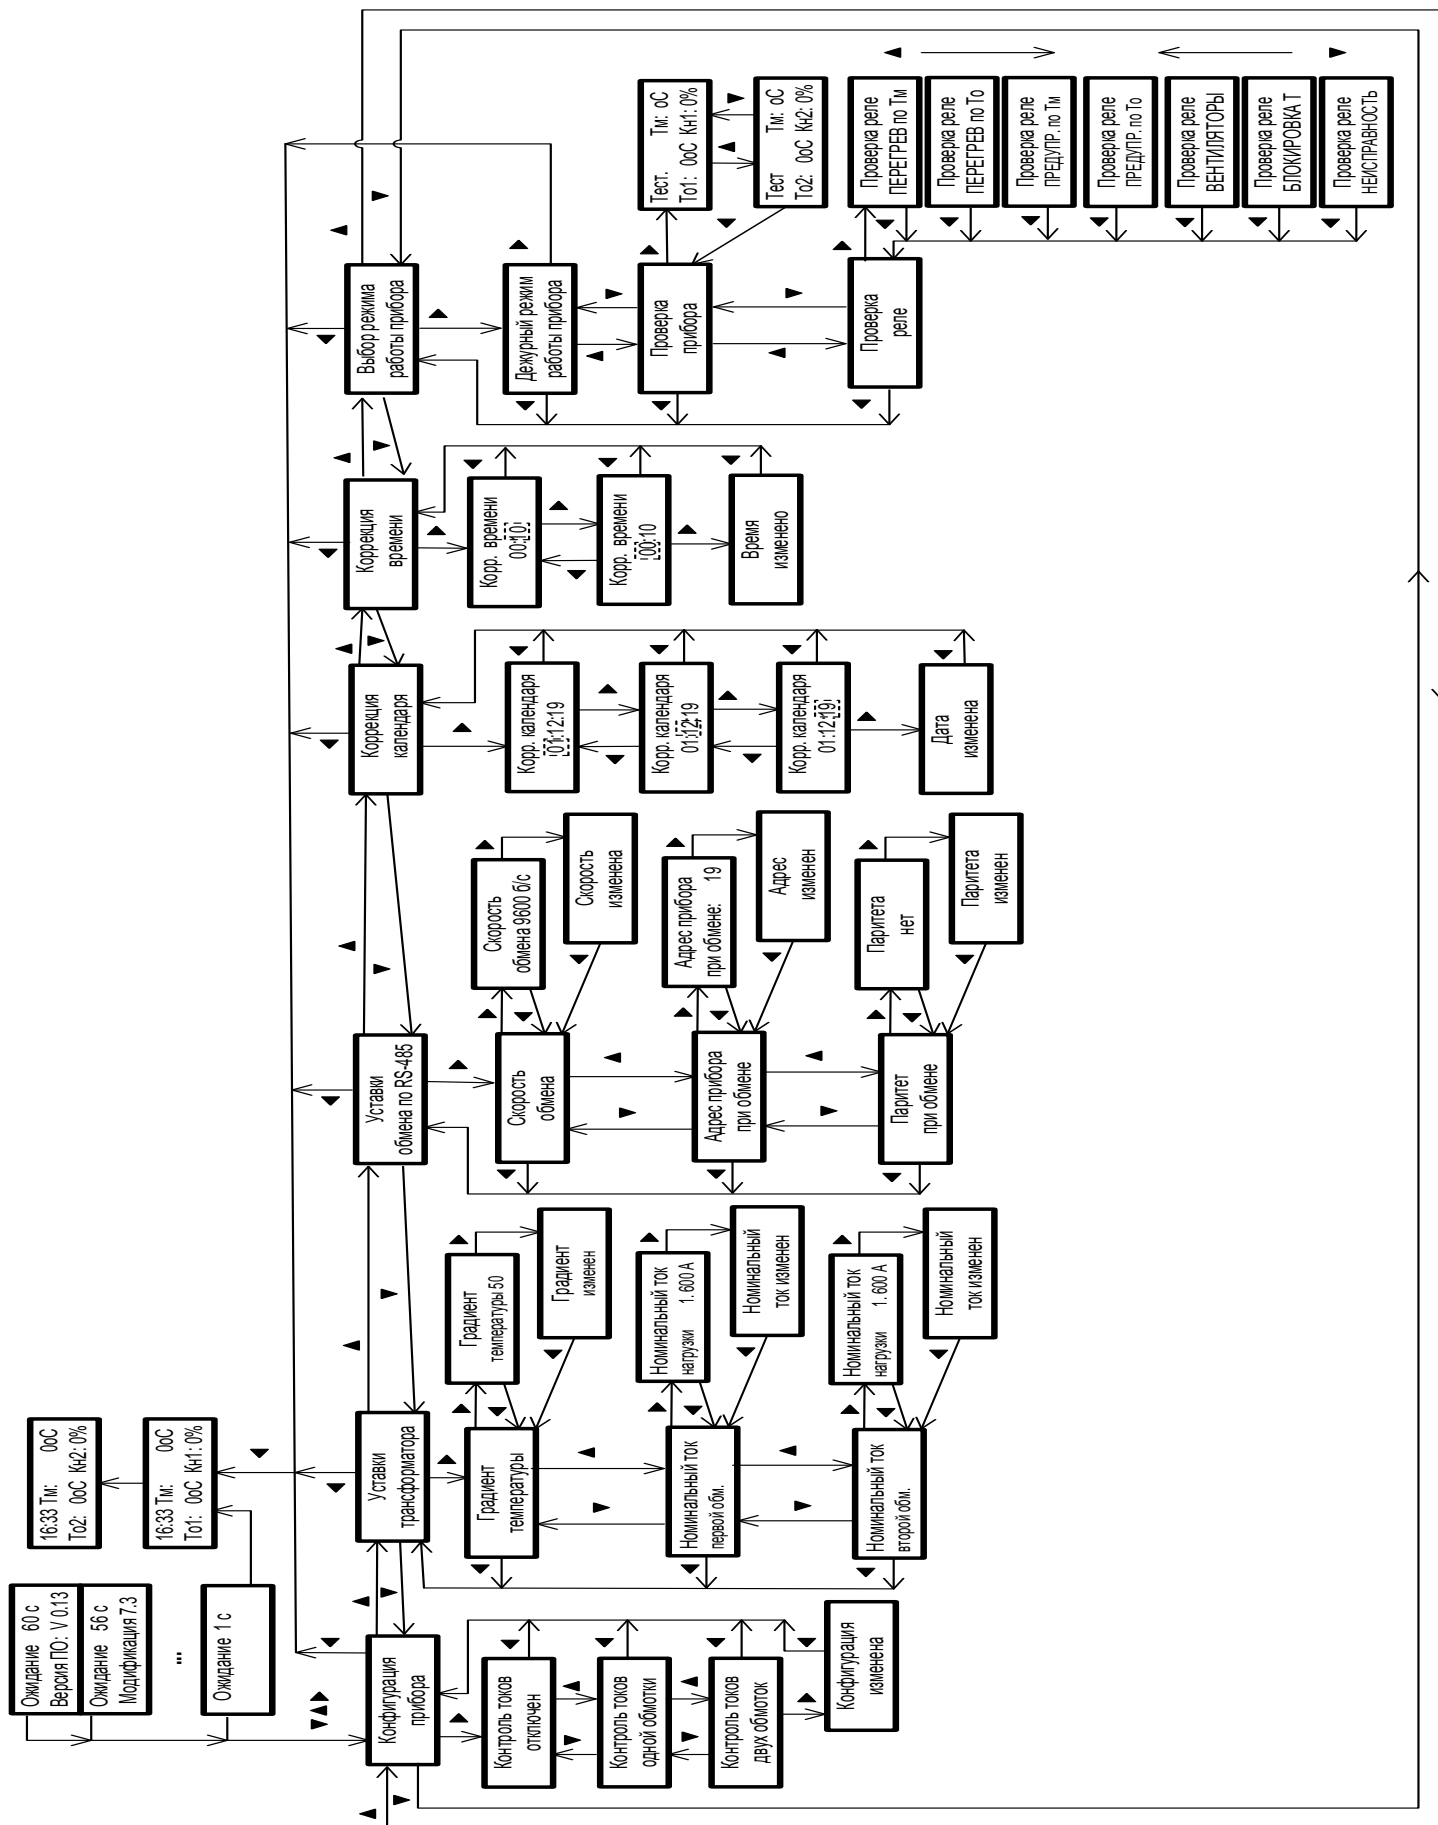 Ожидание 60 с
Версия ПО: V 0.13
Ожидание 56 с
Модификация 7.3
...
Ожидание 1 с
16:33 Тм: 0оС
То2: 0оС Кн2: 0%
16:33 Тм: 0оС
То1: 0оС Кн1: 0%
Конфигурация
прибора
Контроль токов
отключен
Контроль токов
одной обмотки
Контроль токов
двух обмоток
Конфигурация
изменена
Уставки
трансформатора
Градиент
температуры
Градиент
температуры 50
Градиент
изменен
Номинальный ток
первой обм.
Номинальный ток
нагрузки 1. 600 А
Номинальный
ток изменен
Номинальный ток
второй обм.
Номинальный ток
нагрузки 1. 600 А
Номинальный
ток изменен
Уставки
обмена по RS-485
Скорость
обмена
Скорость
обмена 9600 б/с
Скорость
изменена
Адрес прибора
при обмене
Адрес прибора
при обмене: 19
Адрес
изменен
Паритет
при обмене
Паритета
нет
Паритета
изменен
Коррекция
календаря
Корр. календаря
01:12:19
Корр. календаря
01:12:19
Корр. календаря
01:12:19
Дата
изменена
Коррекция
времени
Корр. времени
00:10
Корр. времени
00:10
Время
изменено
Выбор режима
работы прибора
Дежурный режим
работы прибора
Проверка
прибора
Тест. Тм: оС
То1: 0оС Кн1: 0%
Тест Тм: оС
То2: 0оС Кн2: 0%
Проверка
реле
Проверка реле
ПЕРЕГРЕВ по Тм
Проверка реле
ПЕРЕГРЕВ по То
Проверка реле
ПРЕДУПР. по Тм
Проверка реле
ПРЕДУПР. по То
Проверка реле
ВЕНТИЛЯТОРЫ
Проверка реле
БЛОКИРОВКА Т
Проверка реле
НЕИСПРАВНОСТЬ